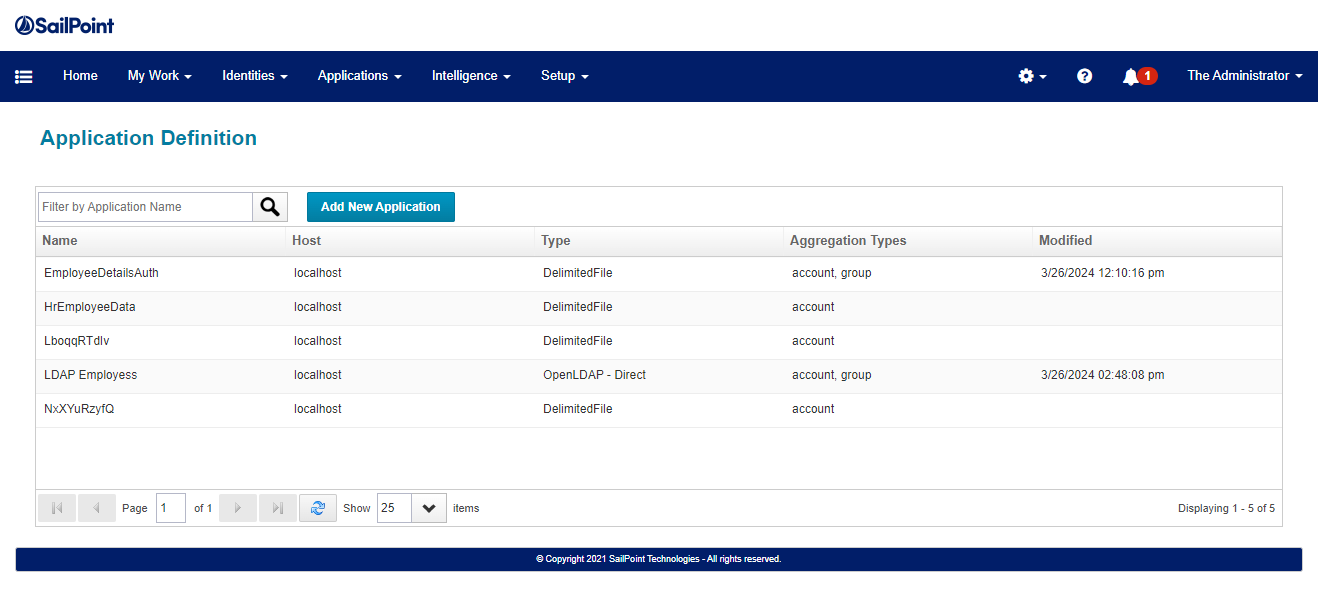 SailPoint
Home My Work Identities Applications Intelligence Setup 1 The Administrator
Application Definition
Filter by Application Name Add New Application
Name Host Type Aggregation Types Modified
EmployeeDetailsAuth localhost DelimitedFile account, group 3/26/2024 12:10:16 pm
HrEmployeeData localhost DelimitedFile account
LboqqRTdIv localhost DelimitedFile account
LDAP Employess localhost OpenLDAP - Direct account, group 3/26/2024 02:48:08 pm
NxXYuRzyfQ localhost DelimitedFile account
Page 1 of 1 Show 25 items Displaying 1 - 5 of 5
© Copyright 2021 SailPoint Technologies - All rights reserved.